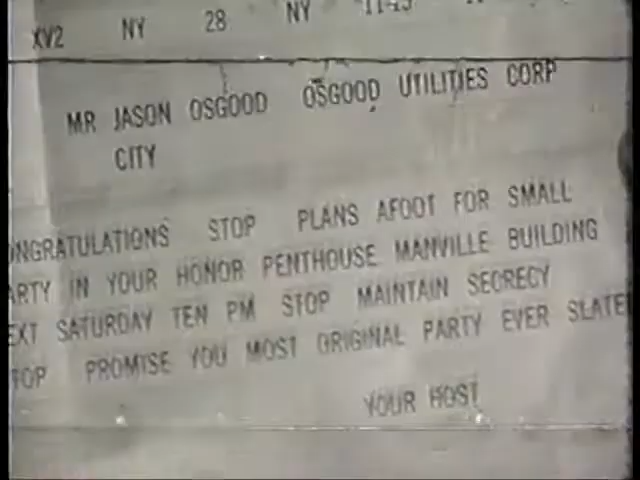 XV2 NY 28 NY 1145
MR JASON OSGOOD OSGOOD UTILITIES CORP
CITY
ONGRATULATIONS STOP PLANS AFOOT FOR SMALL
ARTY IN YOUR HONOR PENTHOUSE MANVILLE BUILDING
EXT SATURDAY TEN PM STOP MAINTAIN SECRECY
TOP PROMISE YOU MOST ORIGINAL PARTY EVER SLATE
YOUR HOST